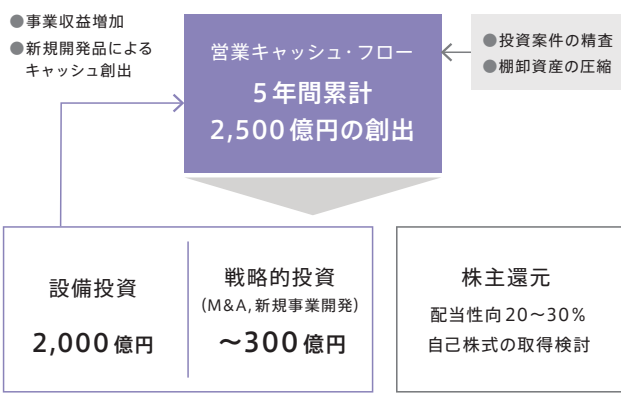 ●事業収益増加
●新規開発品による
キャッシュ創出
営業キャッシュ・フロー
5年間累計
2,500億円の創出
●投資案件の精査
●棚卸資産の圧縮
設備投資
2,000億円
戦略的投資
(M&A,新規事業開発)
～300億円
株主還元
配当性向20～30%
自己株式の取得検討